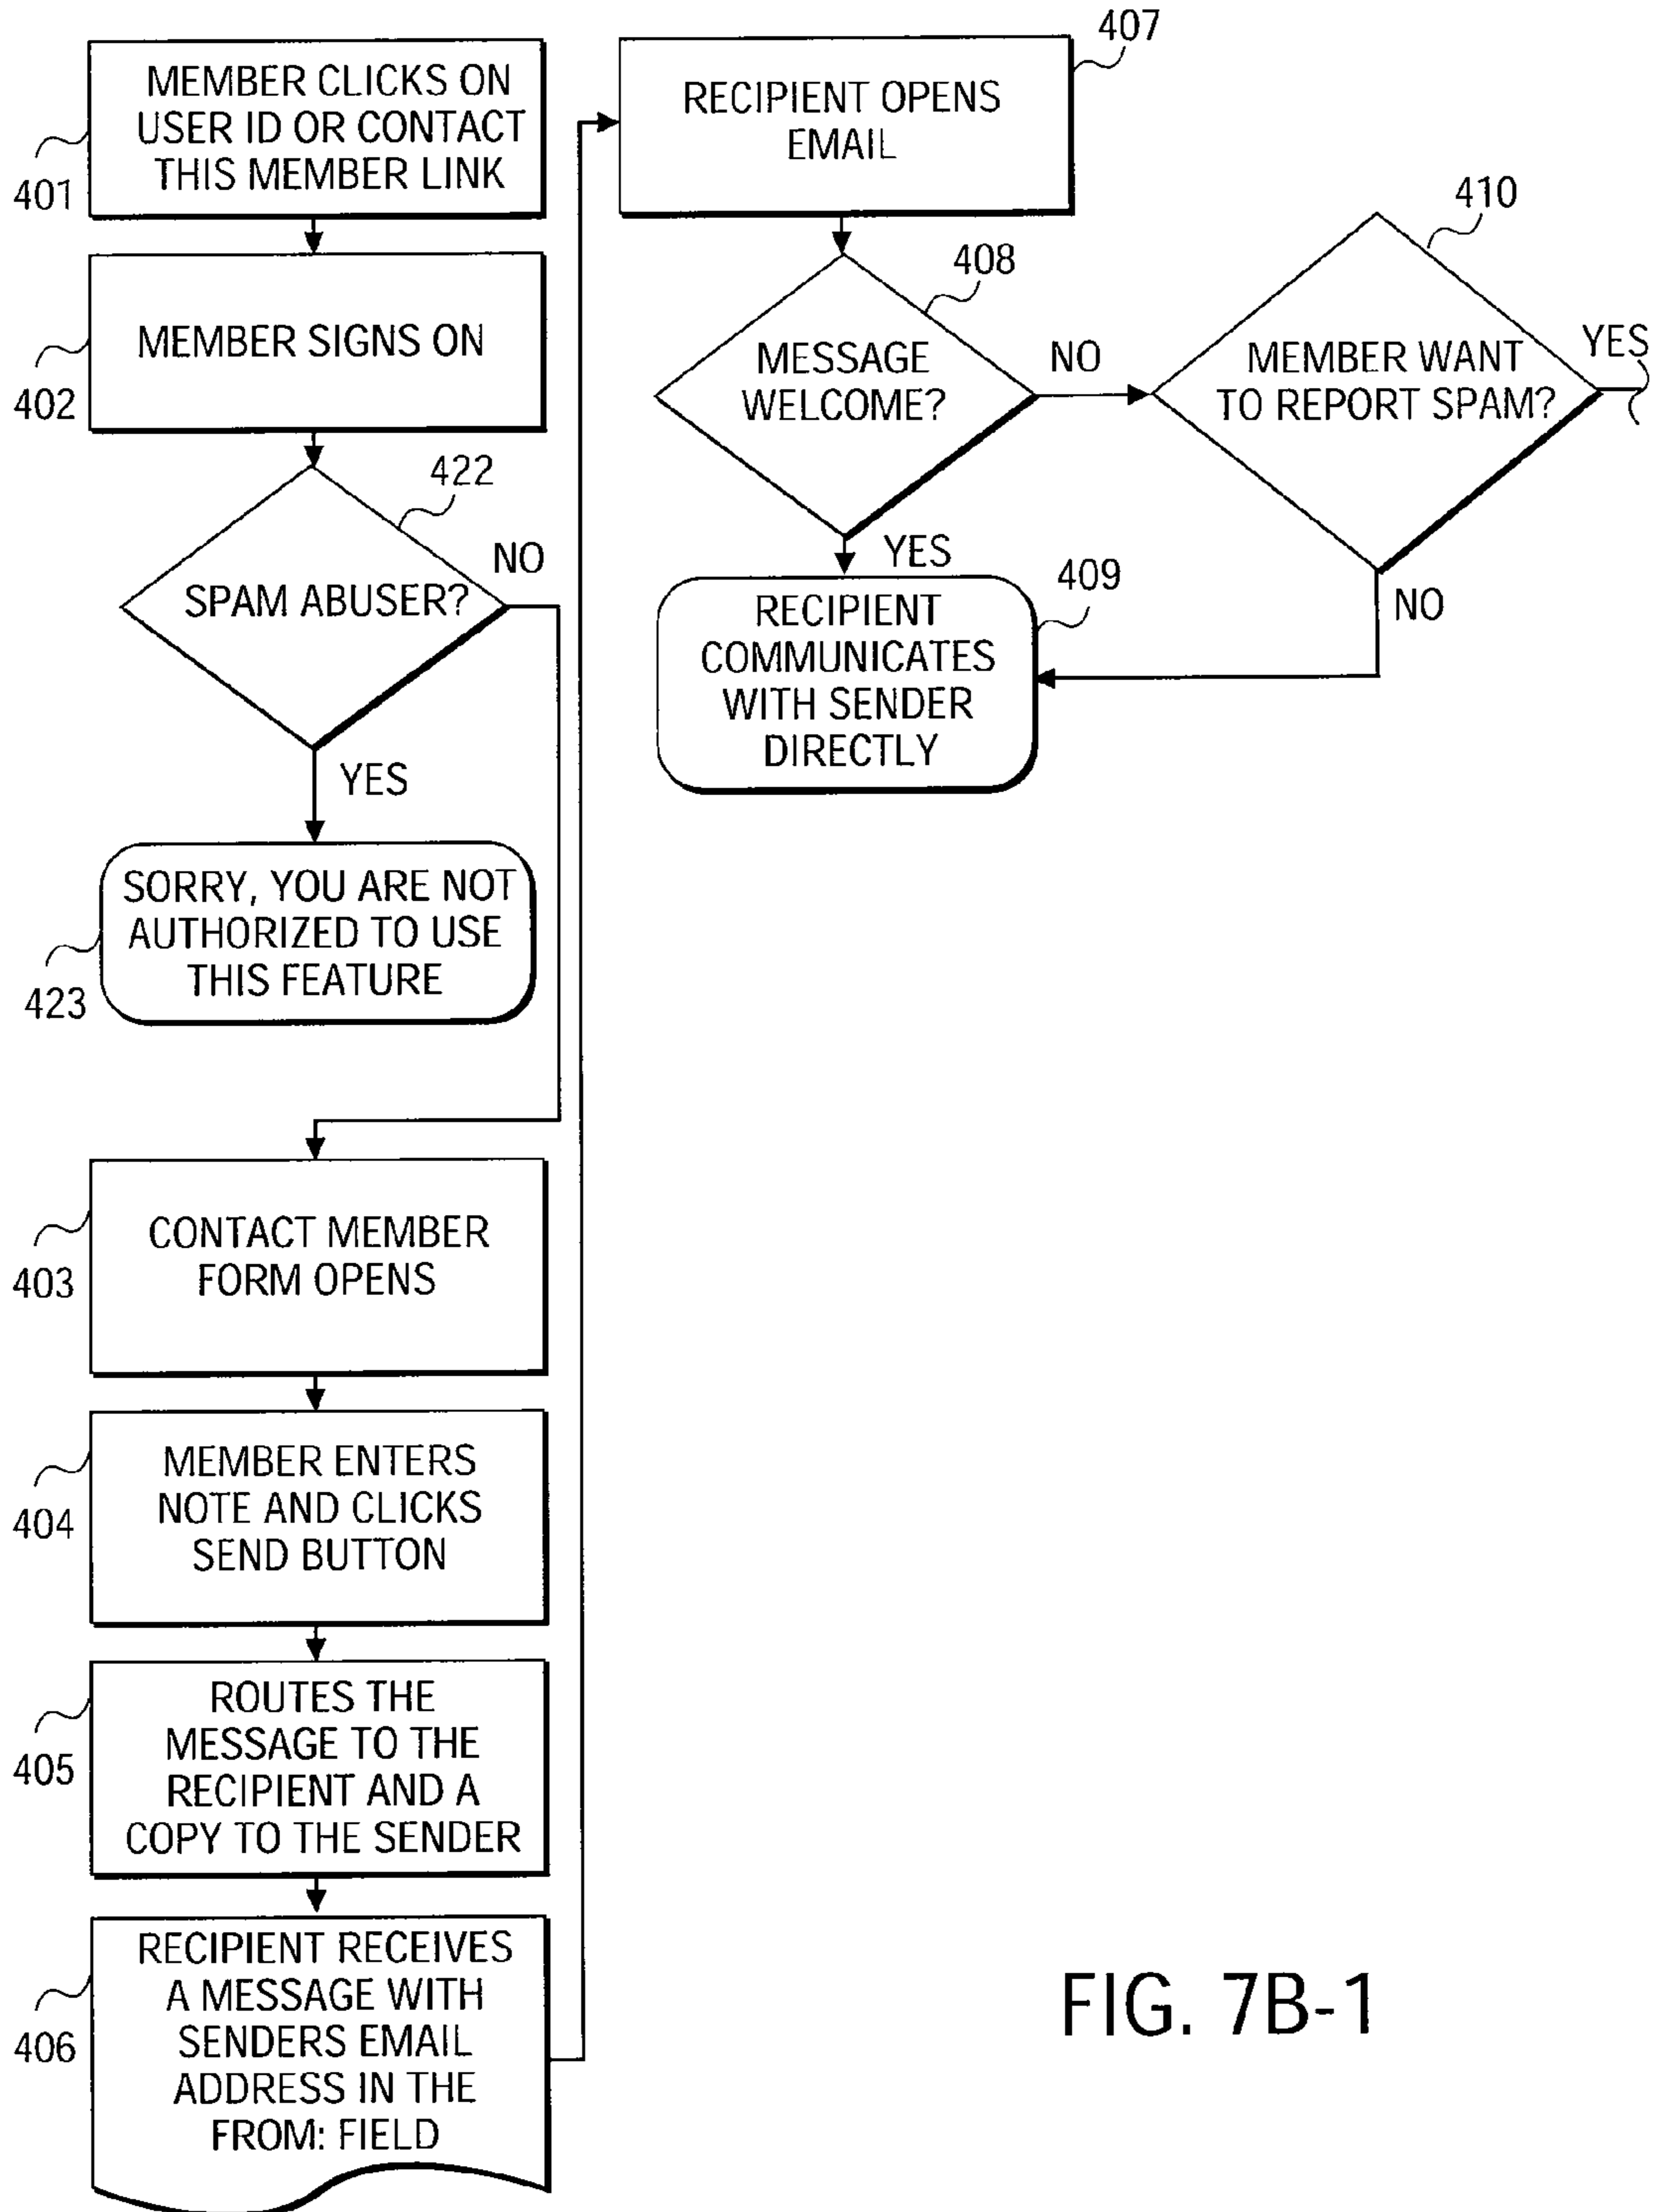 MEMBER CLICKS ON
USER ID OR CONTACT
THIS MEMBER LINK
401
MEMBER SIGNS ON
402
422
SPAM ABUSER?
NO
YES
SORRY, YOU ARE NOT
AUTHORIZED TO USE
THIS FEATURE
423
CONTACT MEMBER
FORM OPENS
403
MEMBER ENTERS
NOTE AND CLICKS
SEND BUTTON
404
ROUTES THE
MESSAGE TO THE
RECIPIENT AND A
COPY TO THE SENDER
405
RECIPIENT RECEIVES
A MESSAGE WITH
SENDERS EMAIL
ADDRESS IN THE
FROM: FIELD
406
407
RECIPIENT OPENS
EMAIL
408
MESSAGE
WELCOME?
NO
YES
409
RECIPIENT
COMMUNICATES
WITH SENDER
DIRECTLY
410
MEMBER WANT
TO REPORT SPAM?
YES
NO
FIG. 7B-1